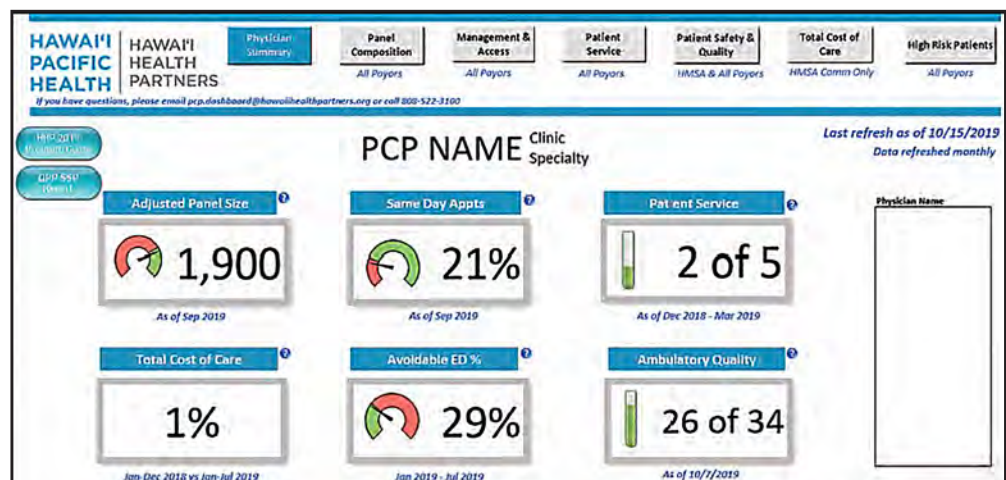 HAWAI'I
PACIFIC
HEALTH
HAWAI'I
HEALTH
PARTNERS
Physician
Summary
Panel
Composition
All Payors
Management &
Access
All Payors
Patient
Service
All Payors
Patient Safety &
Quality
HMSA & All Payors
Total Cost of
Care
HMSA Comm Only
High Risk Patients
All Payors
If you have questions, please email pcp.dashboard@hawaiihealthpartners.org or call 808-522-3100
PCP NAME
Clinic
Specialty
Last refresh as of 10/15/2019
Data refreshed monthly
Adjusted Panel Size
1,900
As of Sep 2019
Same Day Appts
21%
As of Sep 2019
Pat ent Service
2 of 5
As of Dec 2018 - Mar 2019
Physician Name
Total Cost of Care
1%
Jan-Dec 2018 vs Jan-Jul 2019
Avoidable ED %
29%
Jan 2019 - Jul 2019
Ambulatory Quality
26 of 34
As of 10/7/2019